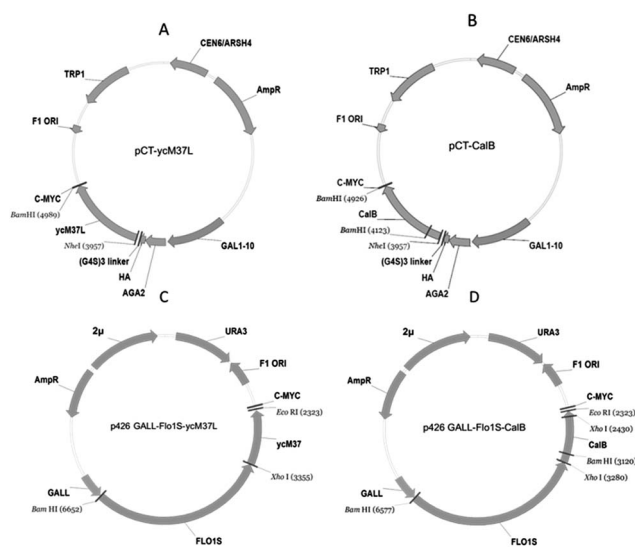 A
CEN6/ARSH4
TRP1
AmpR
F1 ORI
pCT-ycM37L
C-MYC
BamHI (4989)
ycM37L
NheI (3957)
(G4S)3 linker
HA
AGA2
GAL1-10
B
CEN6/ARSH4
TRP1
AmpR
F1 ORI
pCT-CalB
C-MYC
BamHI (4926)
CalB
BamHI (4123)
NheI (3957)
(G4S)3 linker
HA
AGA2
GAL1-10
C
2µ
URA3
F1 ORI
AmpR
C-MYC
Eco RI (2323)
p426 GALL-Flo1S-ycM37L
ycM37
Xho I (3355)
GALL
Bam HI (6652)
FLO1S
D
2µ
URA3
F1 ORI
AmpR
C-MYC
Eco RI (2323)
Xho I (2430)
p426 GALL-Flo1S-CalB
CalB
Bam HI (3120)
Xho I (3280)
GALL
Bam HI (6577)
FLO1S